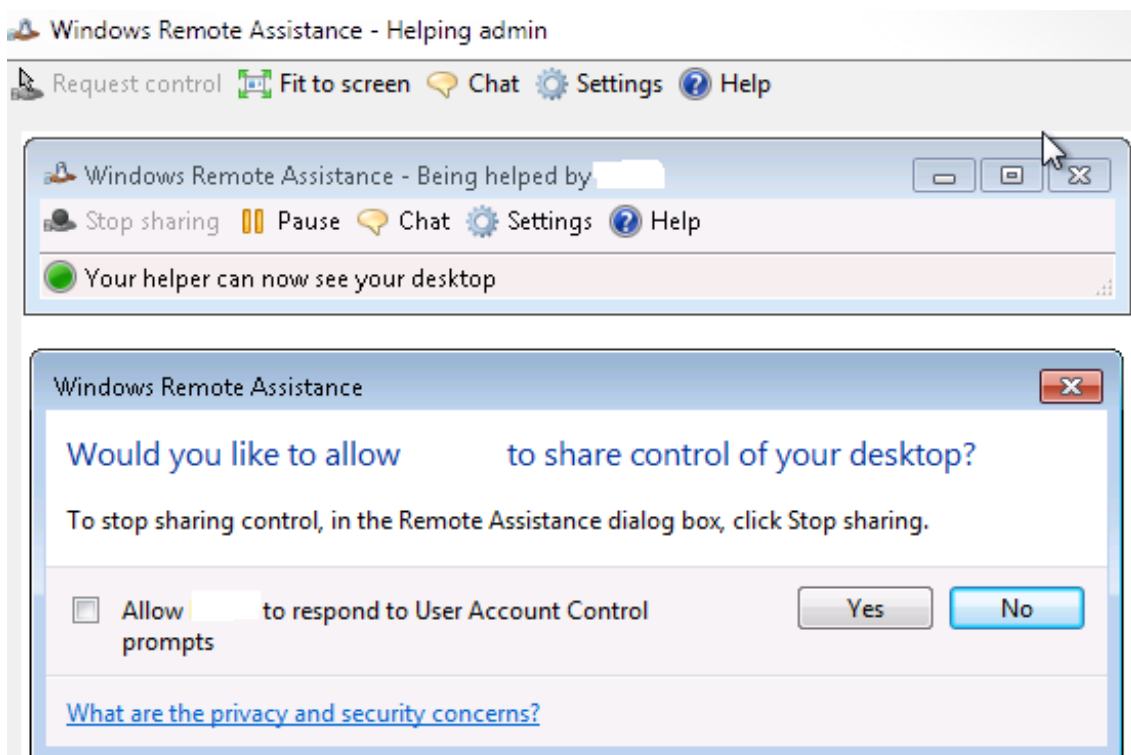 Windows Remote Assistance - Helping admin
Request control Fit to screen Chat Settings Help
Windows Remote Assistance - Being helped by
Stop sharing Pause Chat Settings Help
Your helper can now see your desktop
Windows Remote Assistance
Would you like to allow to share control of your desktop?
To stop sharing control, in the Remote Assistance dialog box, click Stop sharing.
Allow to respond to User Account Control
prompts
Yes No
What are the privacy and security concerns?